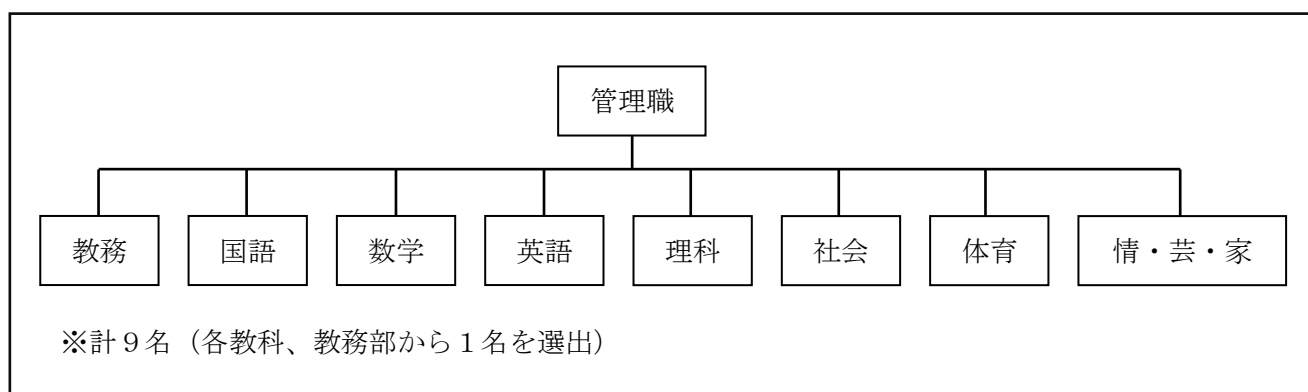 管理職
教務 国語 数学 英語 理科 社会 体育 情・芸・家
※計９名（各教科、教務部から１名を選出）